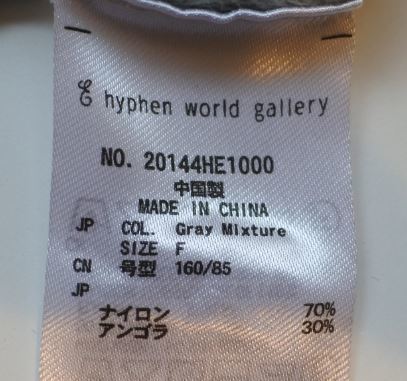 E hyphen world gallery
NO. 20144HE1000
中国製
MADE IN CHINA
JP COL. Gray Mixture
SIZE F
CN 号型 160/85
JP
ナイロン 70%
アンゴラ 30%